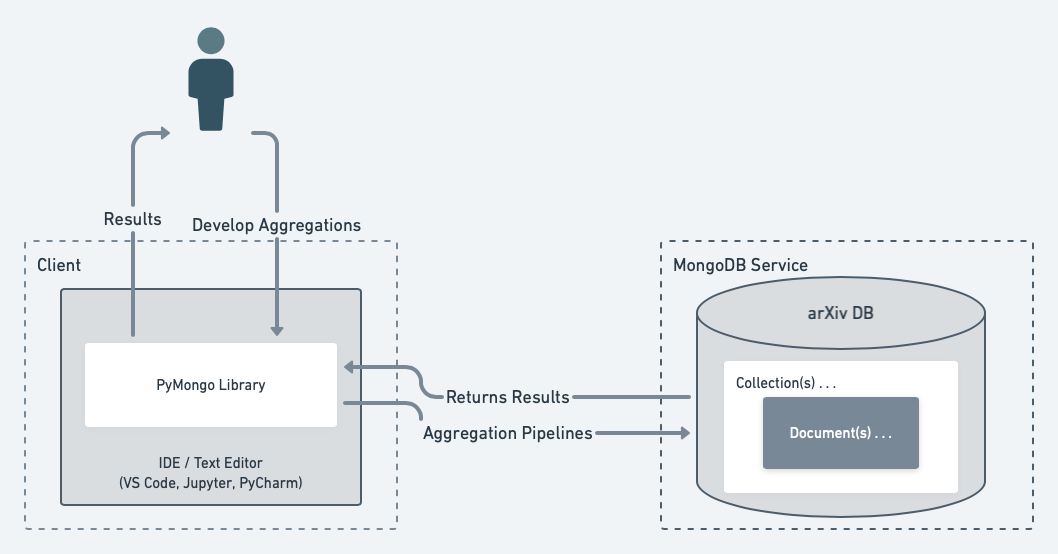 Results
Develop Aggregations
Client
MongoDB Service
arXiv DB
PyMongo Library
Collection(s) . . .
Returns Results
Document(s) . . .
Aggregation Pipelines
IDE / Text Editor
(VS Code, Jupyter, PyCharm)